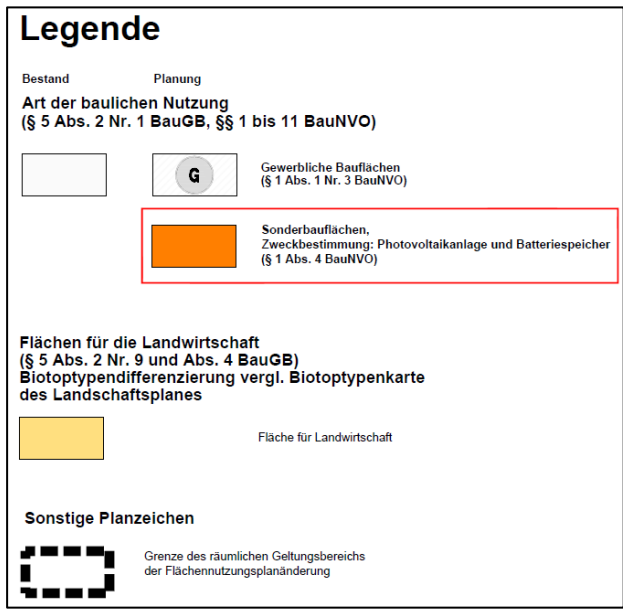 Legende
Bestand Planung
Art der baulichen Nutzung
(§ 5 Abs. 2 Nr. 1 BauGB, §§ 1 bis 11 BauNVO)
G
Gewerbliche Bauflächen
(§ 1 Abs. 1 Nr. 3 BauNVO)
Sonderbauflächen,
Zweckbestimmung: Photovoltaikanlage und Batteriespeicher
(§ 1 Abs. 4 BauNVO)
Flächen für die Landwirtschaft
(§ 5 Abs. 2 Nr. 9 und Abs. 4 BauGB)
Biotoptypendifferenzierung vergl. Biotoptypenkarte
des Landschaftsplanes
Fläche für Landwirtschaft
Sonstige Planzeichen
Grenze des räumlichen Geltungsbereichs
der Flächennutzungsplanänderung